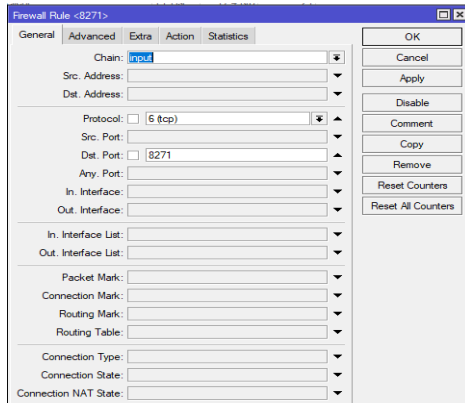 Firewall Rule <8271>
General Advanced Extra Action Statistics
Chain: input
Src. Address:
Dst. Address:
Protocol: 6 (tcp)
Src. Port:
Dst. Port: 8271
Any. Port:
In. Interface:
Out. Interface:
In. Interface List:
Out. Interface List:
Packet Mark:
Connection Mark:
Routing Mark:
Routing Table:
Connection Type:
Connection State:
Connection NAT State:
OK
Cancel
Apply
Disable
Comment
Copy
Remove
Reset Counters
Reset All Counters